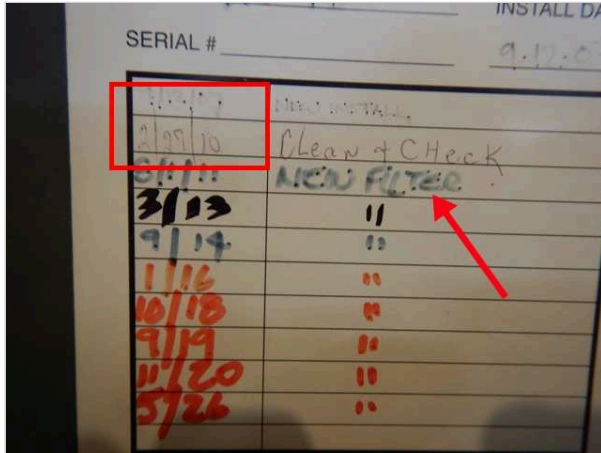 INSTALL DA
SERIAL # 9.12.0
NEW INSTALL
2/27/10 CLeaN + CHecK
NEW FILTER
3/13 "
9/14 "
1/16 "
10/18 "
9/19 "
11/20 "
5/26 "